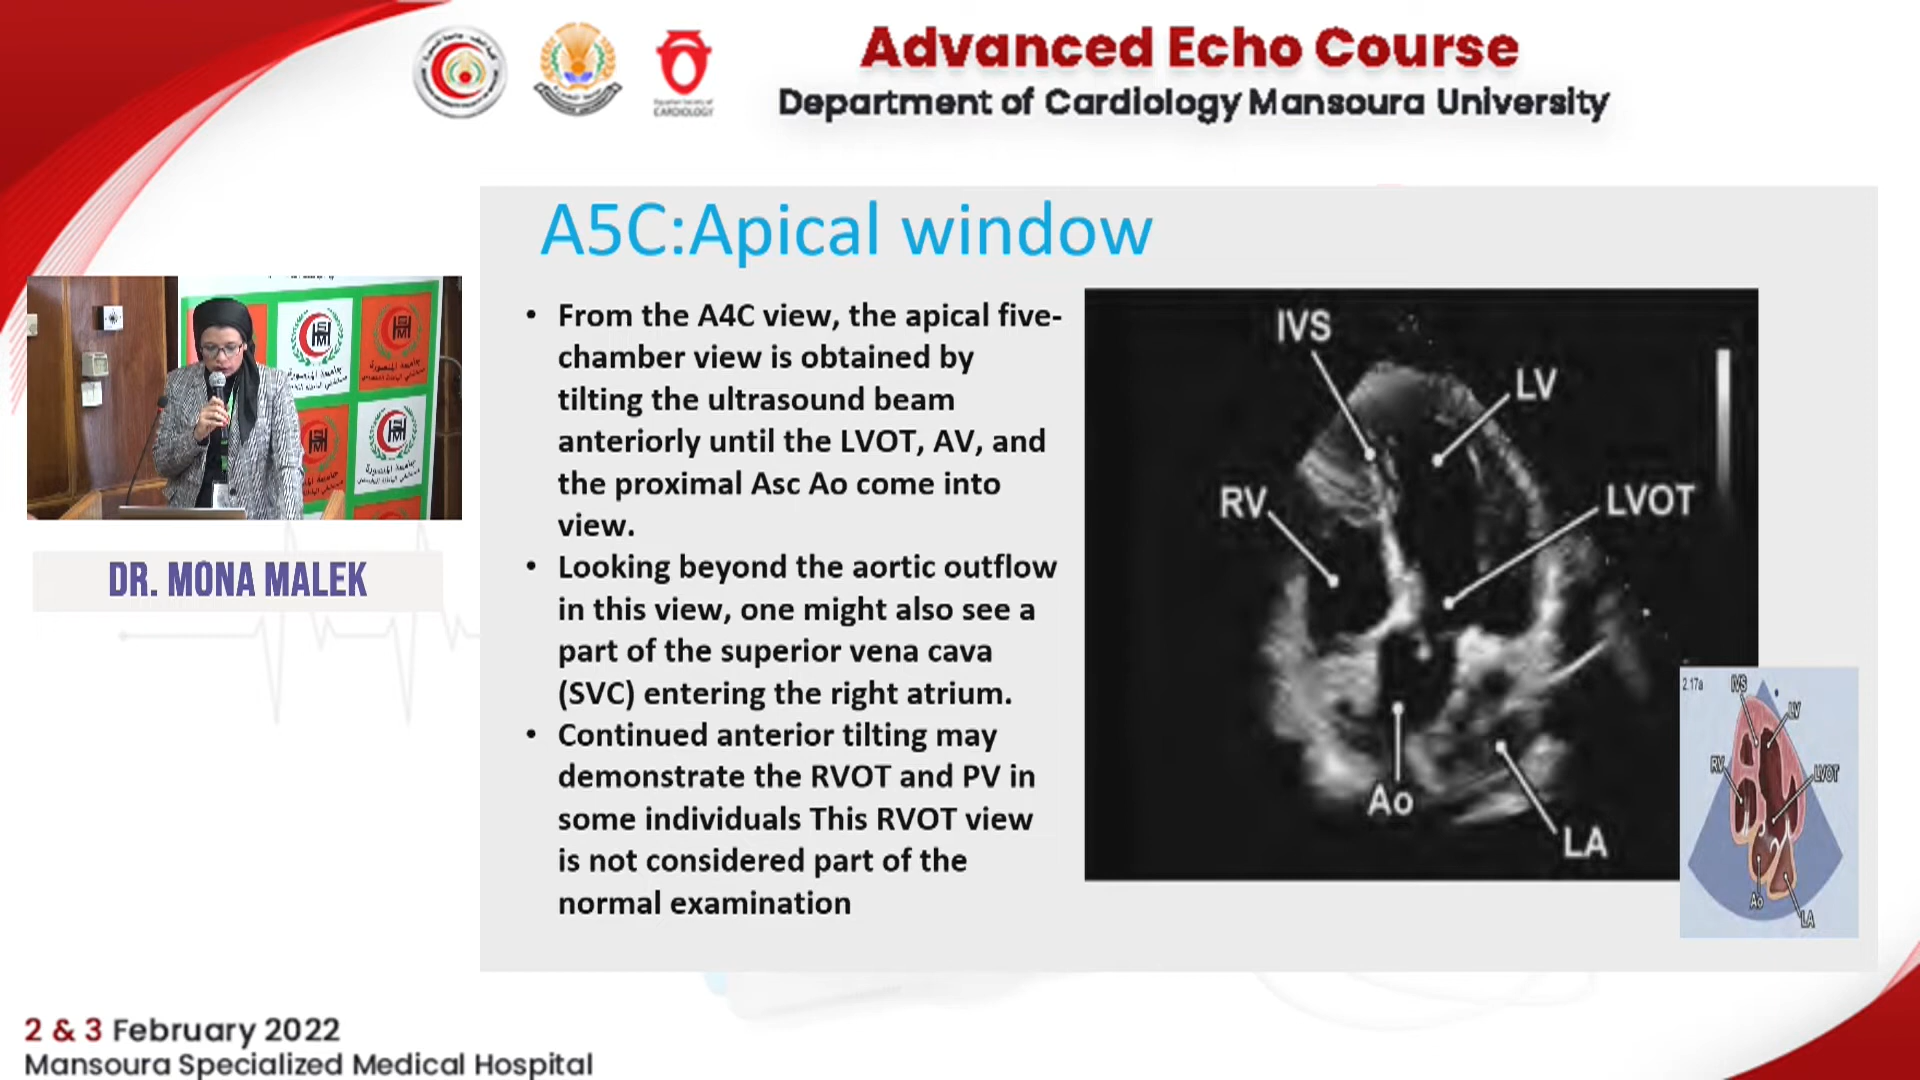 Advanced Echo Course
Department of Cardiology Mansoura University
CARDIOLOGY
A5C:Apical window
• From the A4C view, the apical five-
chamber view is obtained by
tilting the ultrasound beam
anteriorly until the LVOT, AV, and
the proximal Asc Ao come into
view.
• Looking beyond the aortic outflow
in this view, one might also see a
part of the superior vena cava
(SVC) entering the right atrium.
• Continued anterior tilting may
demonstrate the RVOT and PV in
some individuals This RVOT view
is not considered part of the
normal examination
IVS
LV
RV
LVOT
Ao
LA
2.17a
IVS
LV
RV
LVOT
Ao
LA
DR. MONA MALEK
2 & 3 February 2022
Mansoura Specialized Medical Hospital